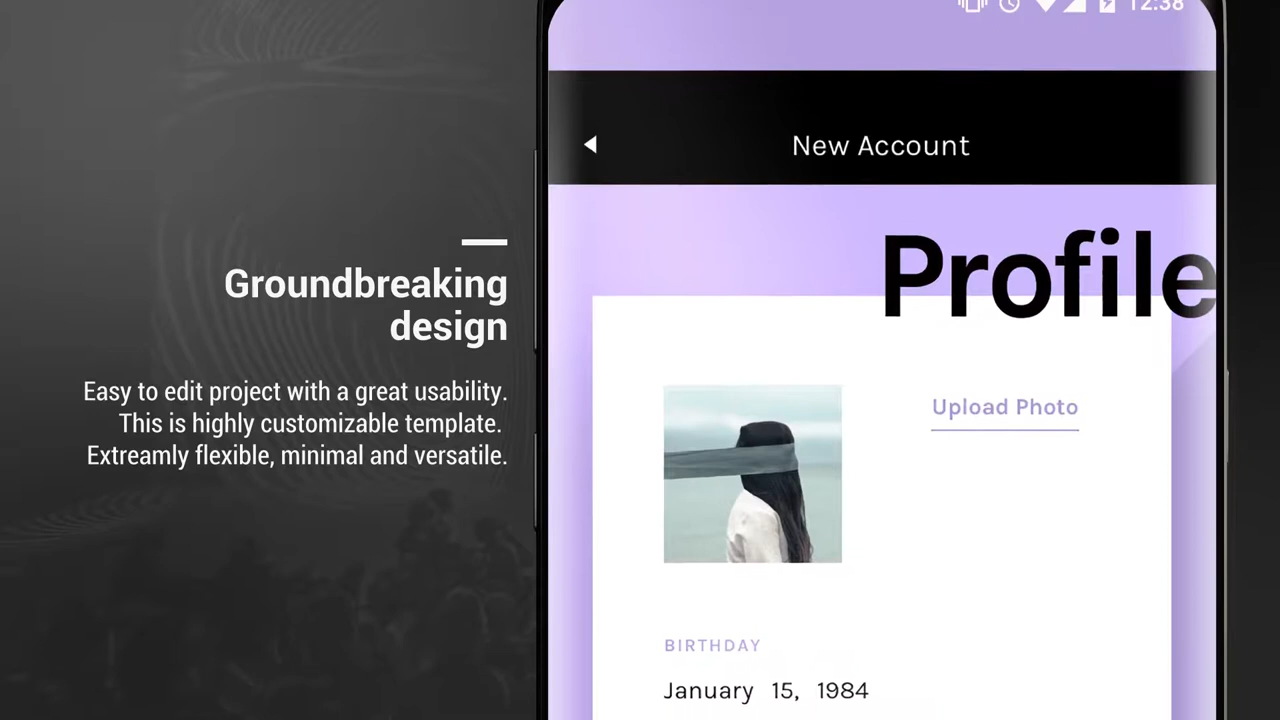 Groundbreaking
design
Easy to edit project with a great usability.
This is highly customizable template.
Extreamly flexible, minimal and versatile.
12:38
New Account
Profile
Upload Photo
BIRTHDAY
January 15, 1984